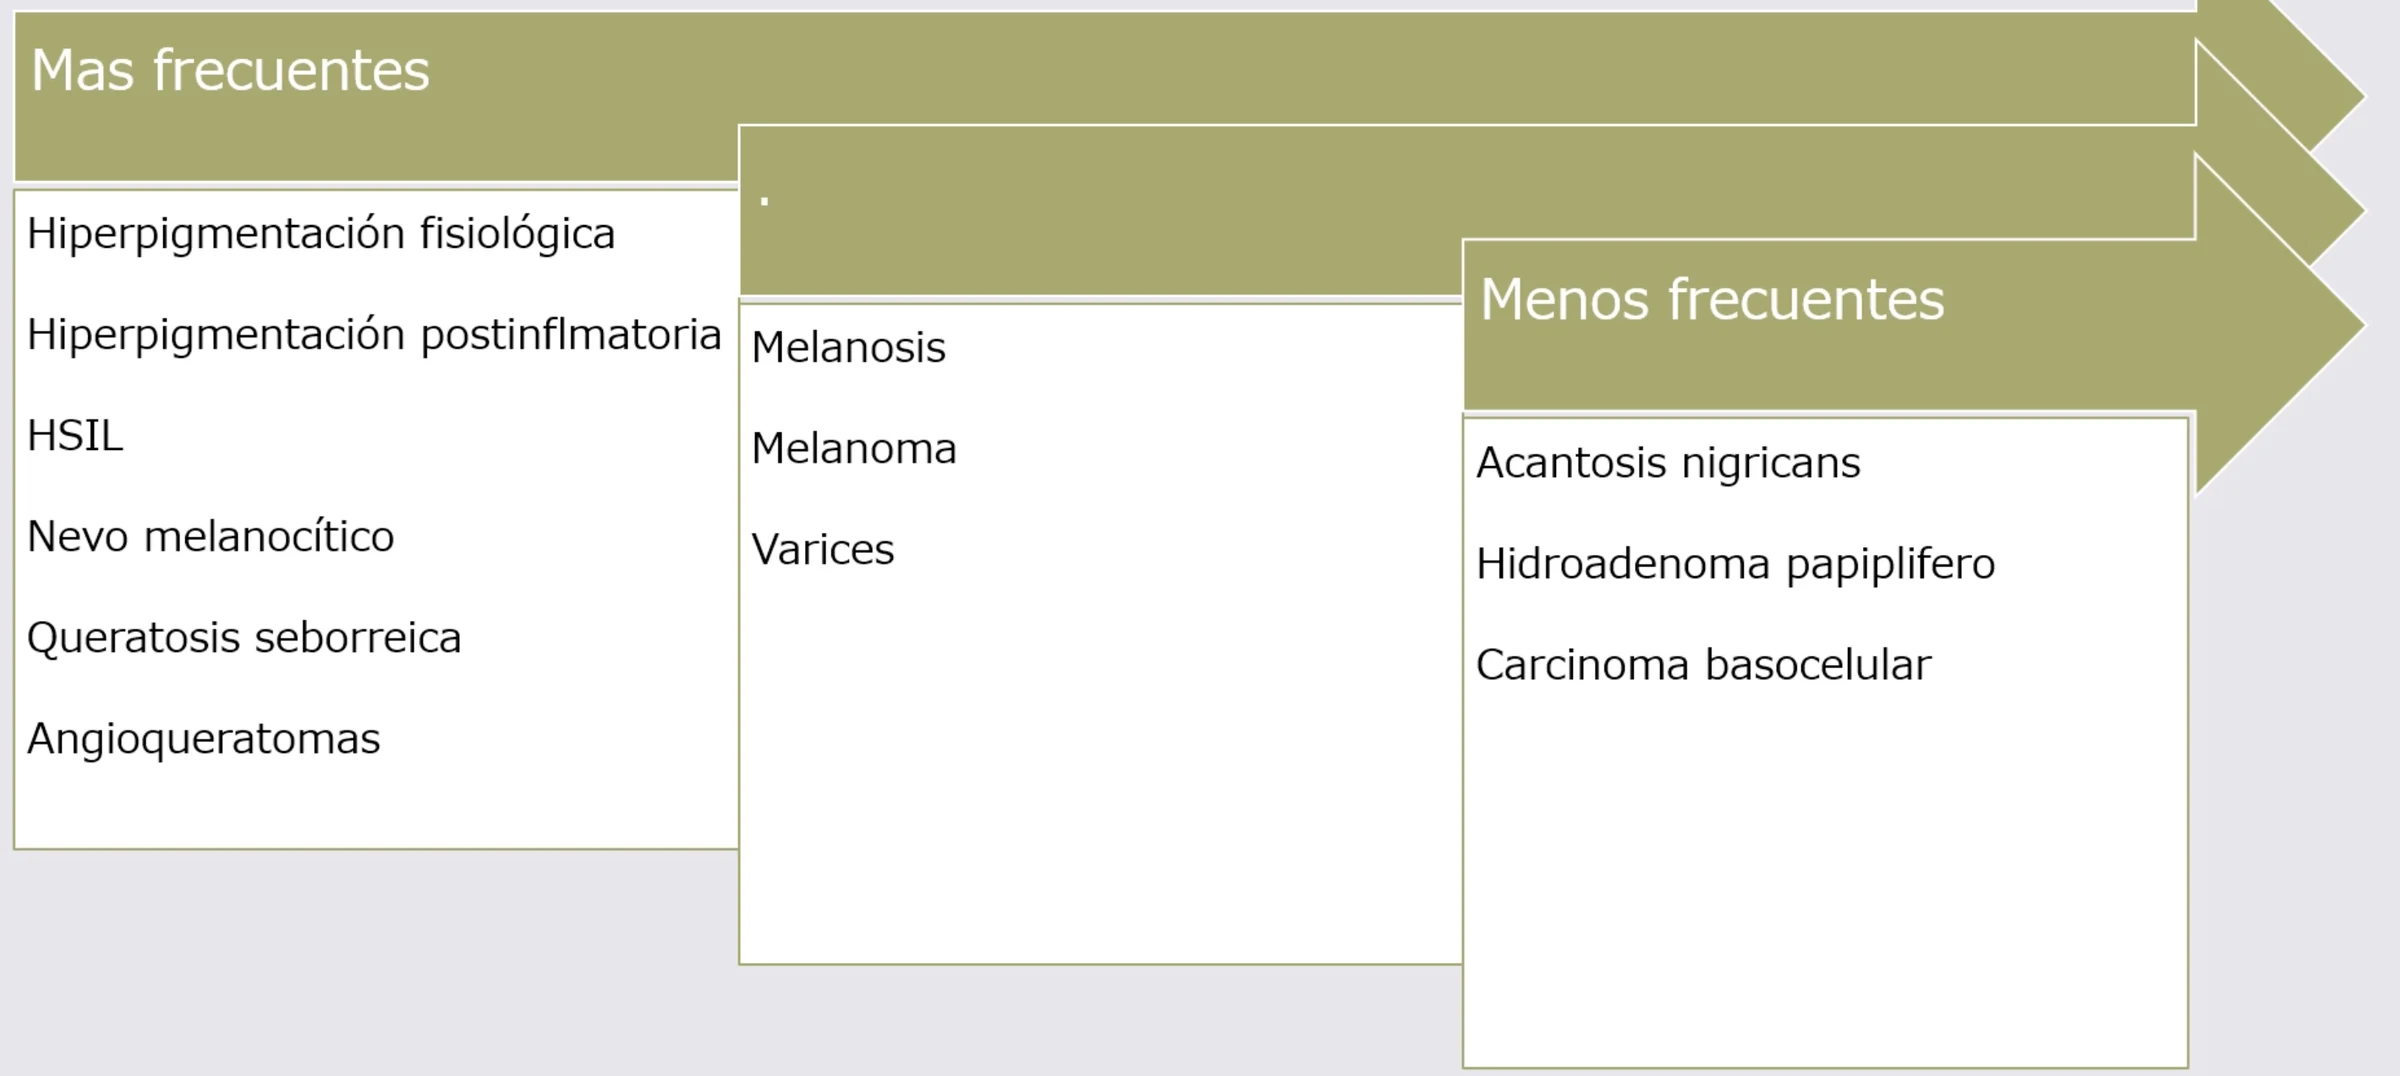 Mas frecuentes
Hiperpigmentación fisiológica
Hiperpigmentación postinflmatoria
HSIL
Nevo melanocítico
Queratosis seborreica
Angioqueratomas
.
Melanosis
Melanoma
Varices
Menos frecuentes
Acantosis nigricans
Hidroadenoma papiplifero
Carcinoma basocelular